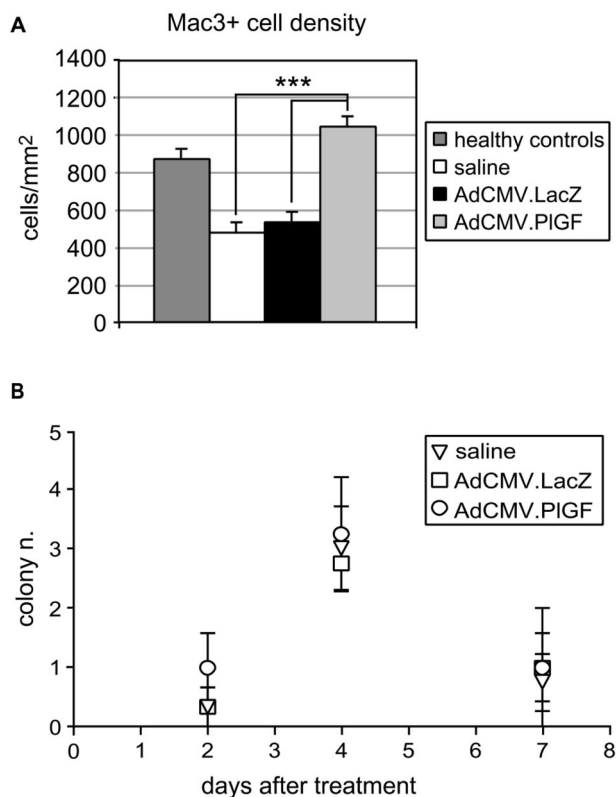 A
Mac3+ cell density
1400
1200
1000
800
600
400
200
0
cells/mm²
***
healthy controls
saline
AdCMV.LacZ
AdCMV.PlGF
B
5
4
3
2
1
0
colony n.
saline
AdCMV.LacZ
AdCMV.PlGF
0 1 2 3 4 5 6 7 8
days after treatment